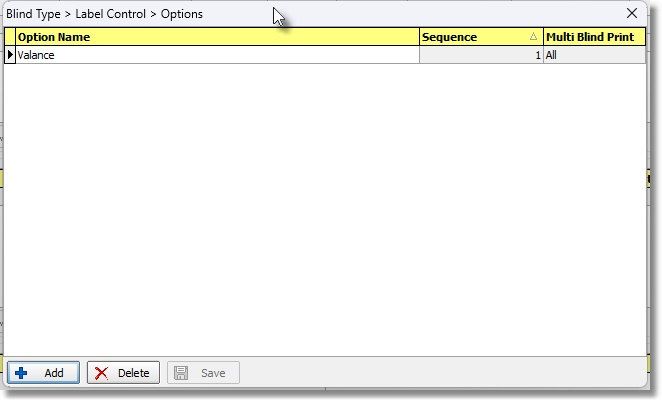 Blind Type > Label Control > Options
Option Name Sequence Multi Blind Print
Valance 1 All
Add Delete Save